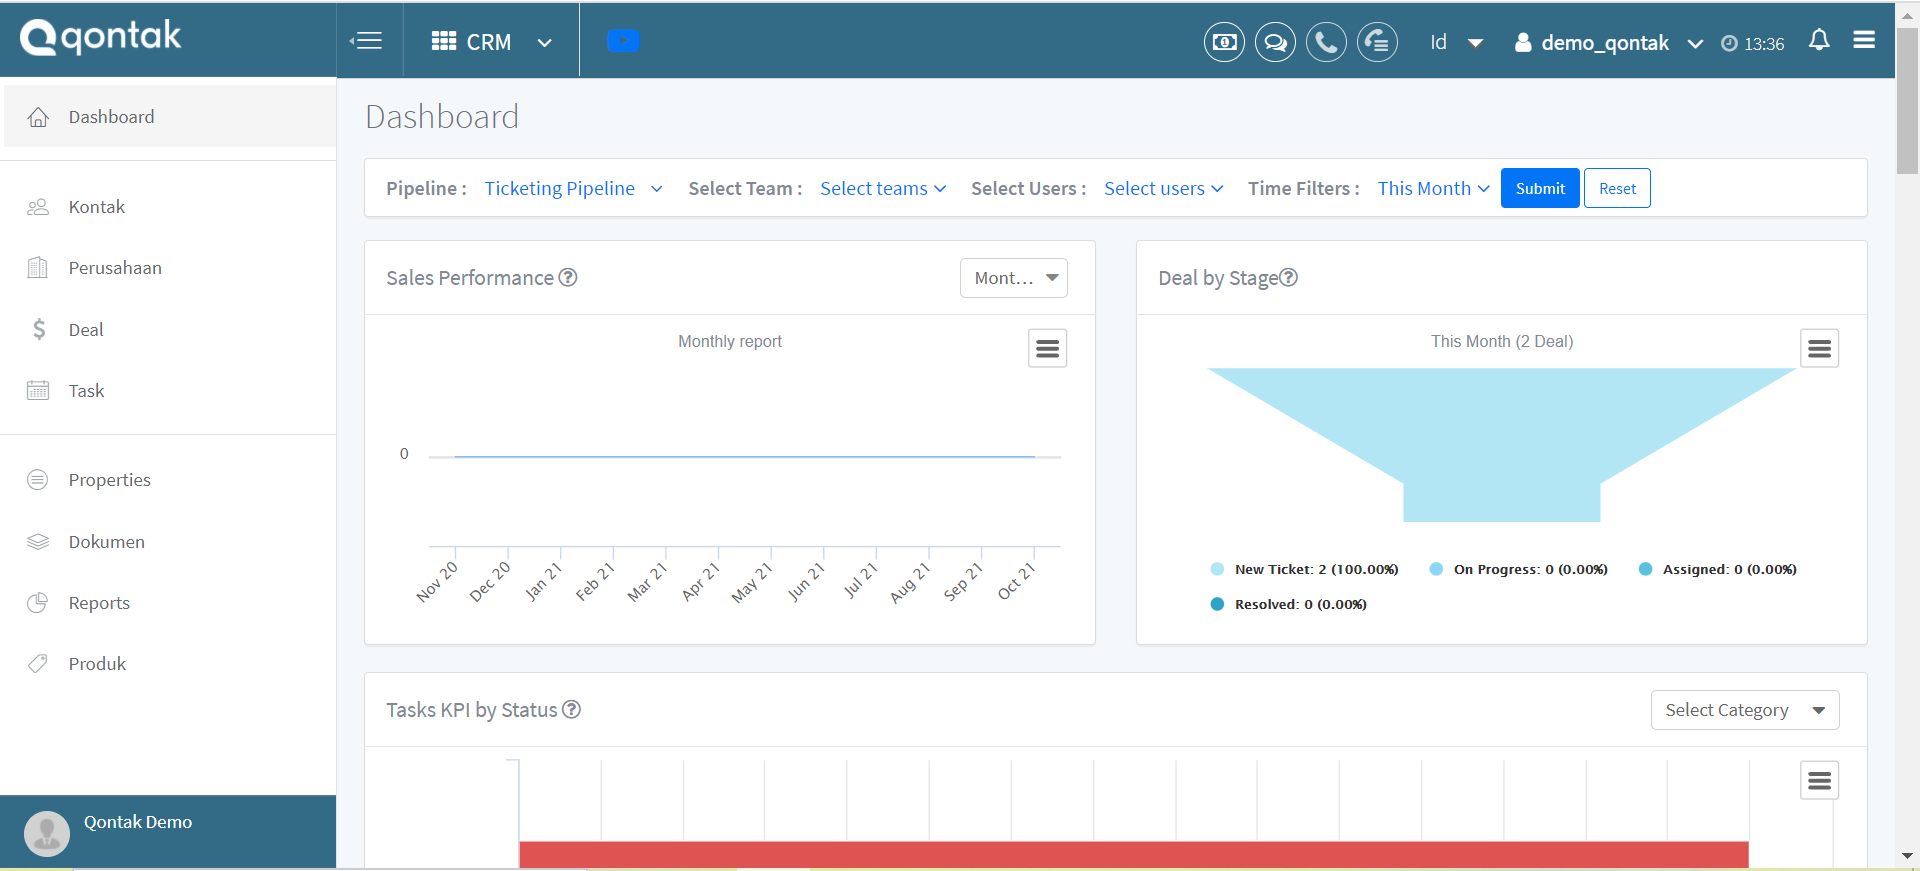 qontak
CRM
Id
demo_qontak
13:36
Dashboard
Kontak
Perusahaan
Deal
Task
Properties
Dokumen
Reports
Produk
Qontak Demo
Dashboard
Pipeline : Ticketing Pipeline Select Team : Select teams Select Users : Select users Time Filters : This Month Submit Reset
Sales Performance ?
Mont...
Monthly report
0
Nov 20 Dec 20 Jan 21 Feb 21 Mar 21 Apr 21 May 21 Jun 21 Jul 21 Aug 21 Sep 21 Oct 21
Deal by Stage ?
This Month (2 Deal)
New Ticket: 2 (100.00%) On Progress: 0 (0.00%) Assigned: 0 (0.00%)
Resolved: 0 (0.00%)
Tasks KPI by Status ?
Select Category